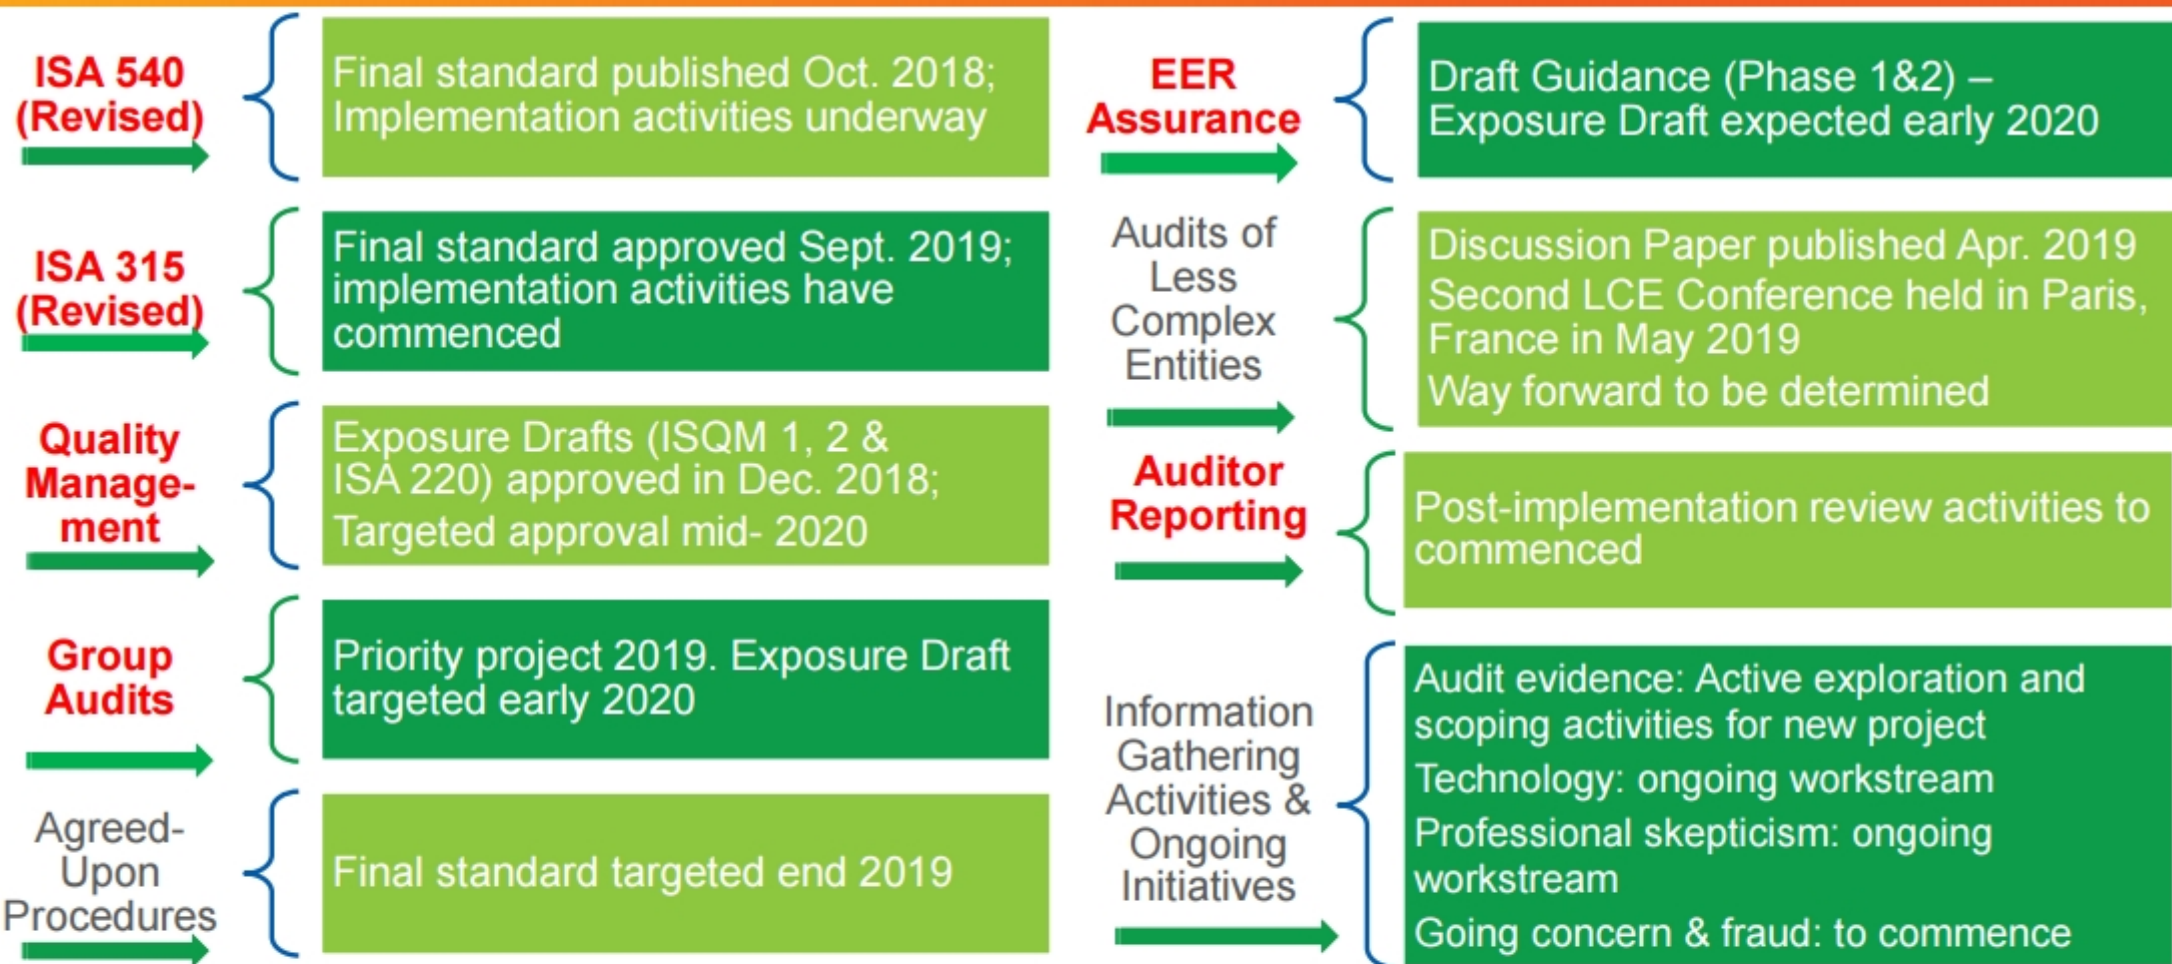 ISA 540
(Revised)
Final standard published Oct. 2018;
Implementation activities underway
ISA 315
(Revised)
Final standard approved Sept. 2019;
implementation activities have
commenced
Quality
Manage-
ment
Exposure Drafts (ISQM 1, 2 &
ISA 220) approved in Dec. 2018;
Targeted approval mid- 2020
Group
Audits
Priority project 2019. Exposure Draft
targeted early 2020
Agreed-
Upon
Procedures
Final standard targeted end 2019
EER
Assurance
Draft Guidance (Phase 1&2) –
Exposure Draft expected early 2020
Audits of
Less
Complex
Entities
Discussion Paper published Apr. 2019
Second LCE Conference held in Paris,
France in May 2019
Way forward to be determined
Auditor
Reporting
Post-implementation review activities to
commenced
Information
Gathering
Activities &
Ongoing
Initiatives
Audit evidence: Active exploration and
scoping activities for new project
Technology: ongoing workstream
Professional skepticism: ongoing
workstream
Going concern & fraud: to commence